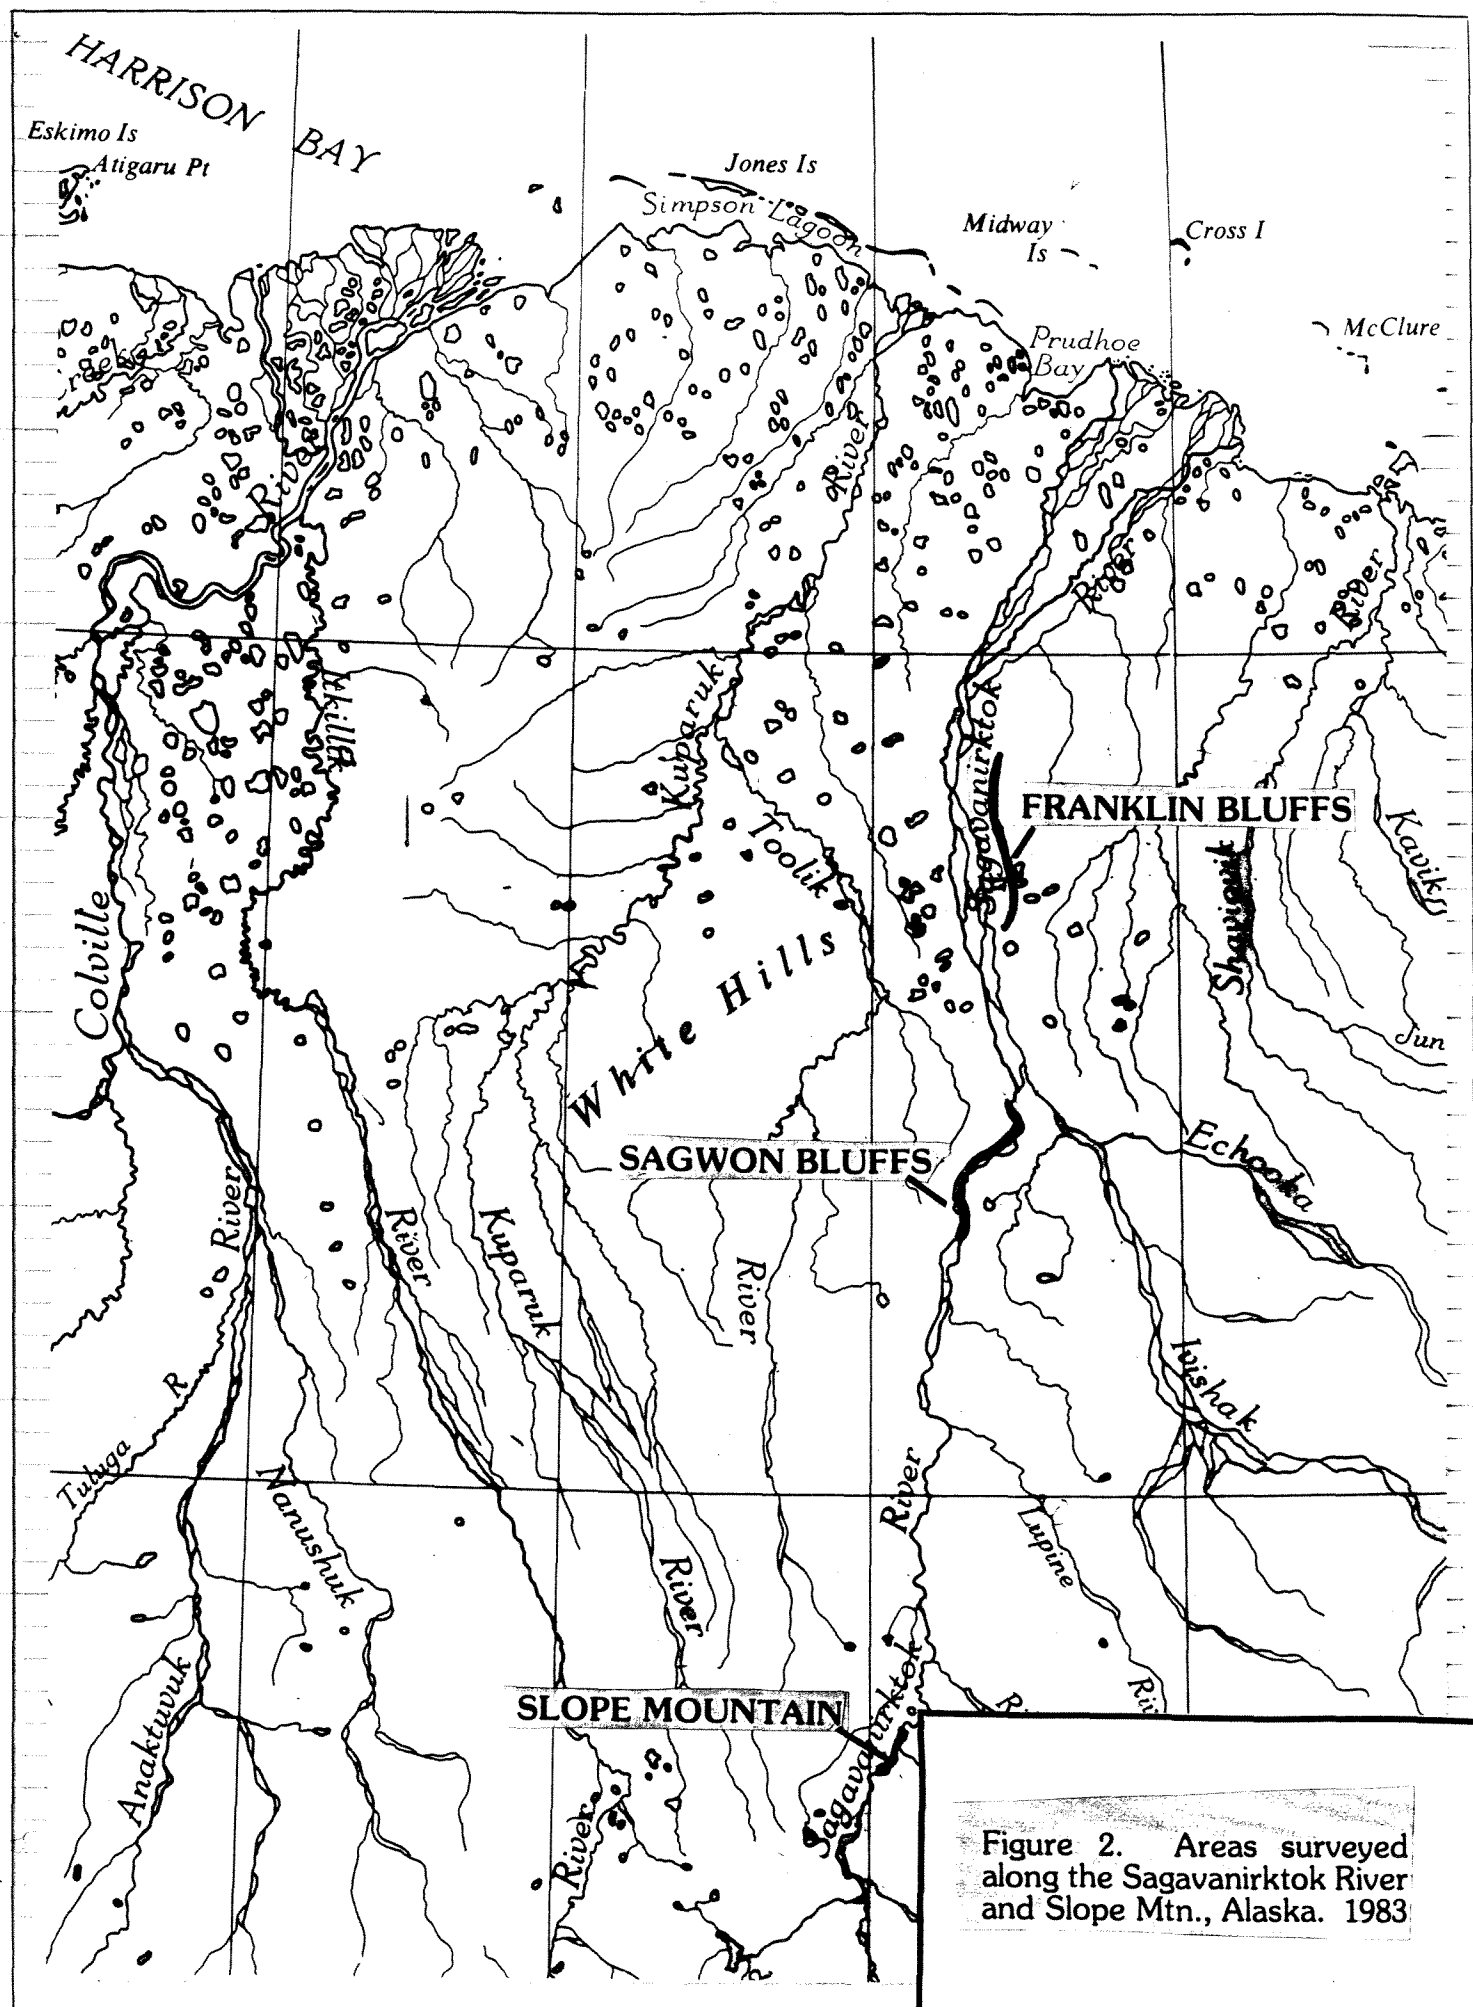 HARRISON
BAY
Eskimo Is
Atigaru Pt
Jones Is
Simpson Lagoon
Midway
Is
Cross I
McClure
Prudhoe
Bay
River
River
River
River
Itkillik
Kuparuk
Sagavanirktok
FRANKLIN BLUFFS
Toolik
Kavik
Shaviovik
Colville
White Hills
Jun
Echooka
SAGWON BLUFFS
River
River
Kuparuk
River
Ivishak
R
Tuluga
Nanushuk
River
Lupine
River
Anaktuvuk
SLOPE MOUNTAIN
Sagavanirktok
R
Riv
River
Figure 2. Areas surveyed
along the Sagavanirktok River
and Slope Mtn., Alaska. 1983